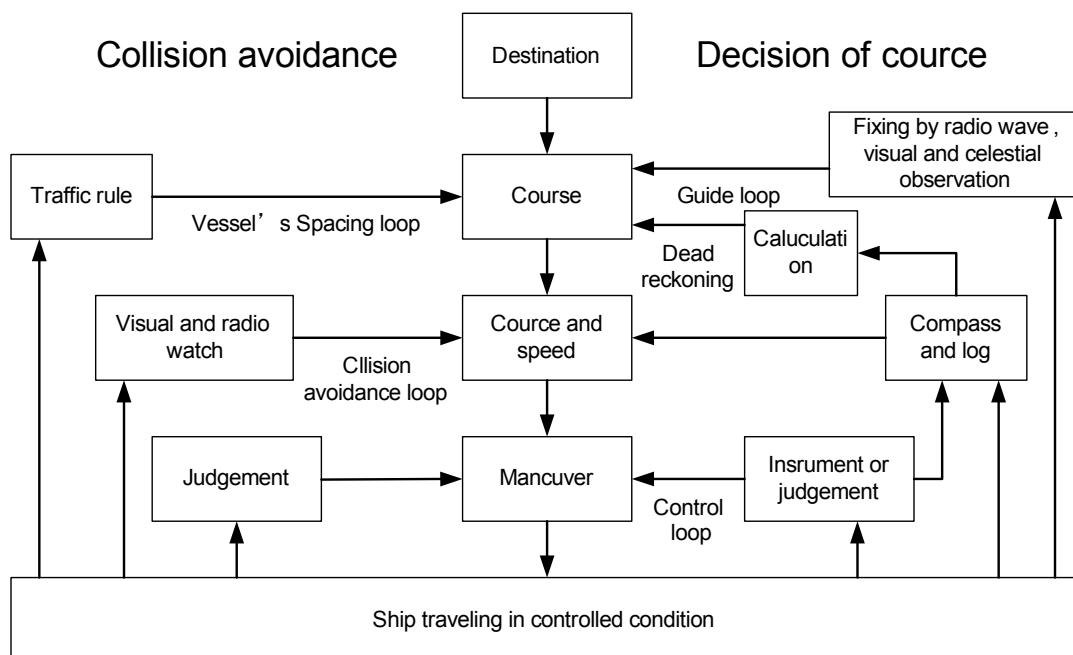 Collision avoidance
Destination
Decision of cource
Fixing by radio wave ,
visual and celestial
observation
Traffic rule
Course
Vessel’ s Spacing loop
Guide loop
Dead
reckoning
Caluculati
on
Visual and radio
watch
Cource and
speed
Compass
and log
Cllision
avoidance loop
Judgement
Mancuver
Insrument or
judgement
Control
loop
Ship traveling in controlled condition